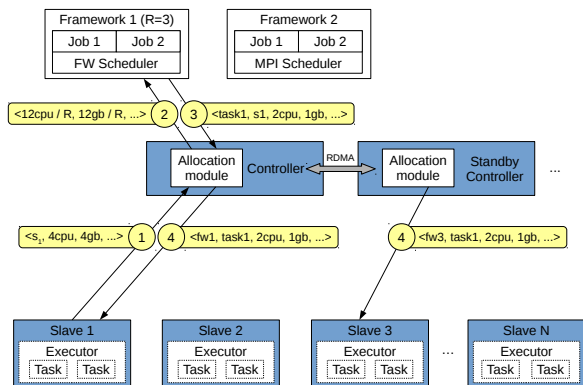 Framework 1 (R=3)
Job 1 Job 2
FW Scheduler
Framework 2
Job 1 Job 2
MPI Scheduler
<12cpu / R, 12gb / R, ...> 2
3 <task1, s1, 2cpu, 1gb, ...>
Allocation
module
Controller
RDMA
Allocation
module
Standby
Controller
...
<s₁, 4cpu, 4gb, ...> 1
4 <fw1, task1, 2cpu, 1gb, ...>
4 <fw3, task1, 2cpu, 1gb, ...>
Slave 1
Executor
Task Task
Slave 2
Executor
Task Task
Slave 3
Executor
Task Task
...
Slave N
Executor
Task Task